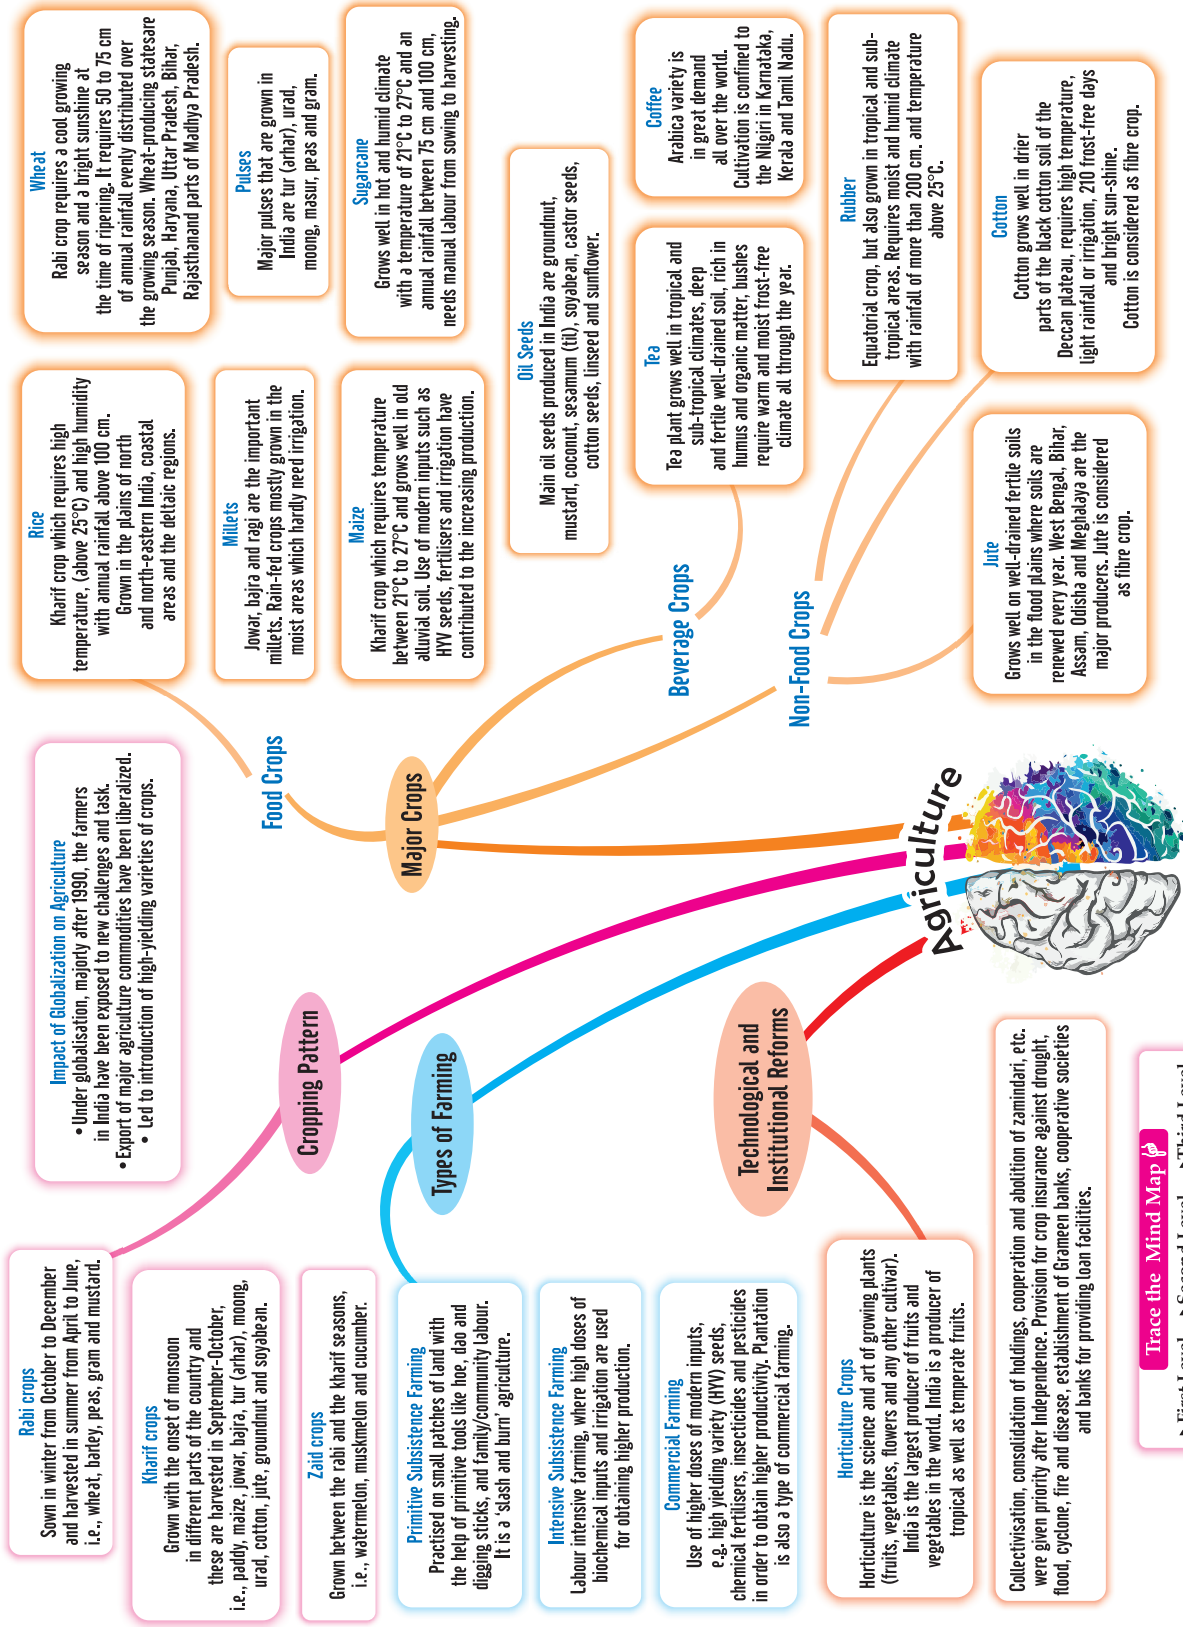 Rabi crops
Sown in winter from October to December
and harvested in summer from April to June,
i.e., wheat, barley, peas, gram and mustard.
Kharif crops
Grown with the onset of monsoon
in different parts of the country and
these are harvested in September-October,
i.e., paddy, maize, jowar, bajra, tur (arhar), moong,
urad, cotton, jute, groundnut and soyabean.
Zaid crops
Grown between the rabi and the kharif seasons,
i.e., watermelon, muskmelon and cucumber.
Primitive Subsistence Farming
Practised on small patches of land with
the help of primitive tools like hoe, dao and
digging sticks, and family/community labour.
It is a ‘slash and burn’ agriculture.
Intensive Subsistence Farming
Labour intensive farming, where high doses of
biochemical inputs and irrigation are used
for obtaining higher production.
Commercial Farming
Use of higher doses of modern inputs,
e.g. high yielding variety (HYV) seeds,
chemical fertilisers, insecticides and pesticides
in order to obtain higher productivity. Plantation
is also a type of commercial farming.
Horticulture Crops
Horticulture is the science and art of growing plants
(fruits, vegetables, flowers and any other cultivar).
India is the largest producer of fruits and
vegetables in the world. India is a producer of
tropical as well as temperate fruits.
Collectivisation, consolidation of holdings, cooperation and abolition of zamindari, etc.
were given priority after Independence. Provision for crop insurance against drought,
flood, cyclone, fire and disease, establishment of Grameen banks, cooperative societies
and banks for providing loan facilities.
Trace the Mind Map
First Level
Second Level
Third Level
Impact of Globalization on Agriculture
• Under globalisation, majorly after 1990, the farmers
in India have been exposed to new challenges and task.
• Export of major agriculture commodities have been liberalized.
• Led to introduction of high-yielding varieties of crops.
Cropping Pattern
Types of Farming
Technological and
Institutional Reforms
Agriculture
Major Crops
Food Crops
Beverage Crops
Non-Food Crops
Rice
Kharif crop which requires high
temperature, (above 25°C) and high humidity
with annual rainfall above 100 cm.
Grown in the plains of north
and north-eastern India, coastal
areas and the deltaic regions.
Millets
Jowar, bajra and ragi are the important
millets. Rain-fed crops mostly grown in the
moist areas which hardly need irrigation.
Maize
Kharif crop which requires temperature
between 21°C to 27°C and grows well in old
alluvial soil. Use of modern inputs such as
HYV seeds, fertilisers and irrigation have
contributed to the increasing production.
Wheat
Rabi crop requires a cool growing
season and a bright sunshine at
the time of ripening. It requires 50 to 75 cm
of annual rainfall evenly distributed over
the growing season. Wheat-producing statesare
Punjab, Haryana, Uttar Pradesh, Bihar,
Rajasthanand parts of Madhya Pradesh.
Pulses
Major pulses that are grown in
India are tur (arhar), urad,
moong, masur, peas and gram.
Sugarcane
Grows well in hot and humid climate
with a temperature of 21°C to 27°C and an
annual rainfall between 75 cm and 100 cm,
needs manual labour from sowing to harvesting.
Oil Seeds
Main oil seeds produced in India are groundnut,
mustard, coconut, sesamum (til), soyabean, castor seeds,
cotton seeds, linseed and sunflower.
Tea
Tea plant grows well in tropical and
sub-tropical climates, deep
and fertile well-drained soil, rich in
humus and organic matter, bushes
require warm and moist frost-free
climate all through the year.
Coffee
Arabica variety is
in great demand
all over the world.
Cultivation is confined to
the Nilgiri in Karnataka,
Kerala and Tamil Nadu.
Rubber
Equatorial crop, but also grown in tropical and sub-
tropical areas. Requires moist and humid climate
with rainfall of more than 200 cm. and temperature
above 25°C.
Cotton
Cotton grows well in drier
parts of the black cotton soil of the
Deccan plateau, requires high temperature,
light rainfall or irrigation, 210 frost-free days
and bright sun-shine.
Cotton is considered as fibre crop.
Jute
Grows well on well-drained fertile soils
in the flood plains where soils are
renewed every year. West Bengal, Bihar,
Assam, Odisha and Meghalaya are the
major producers. Jute is considered
as fibre crop.